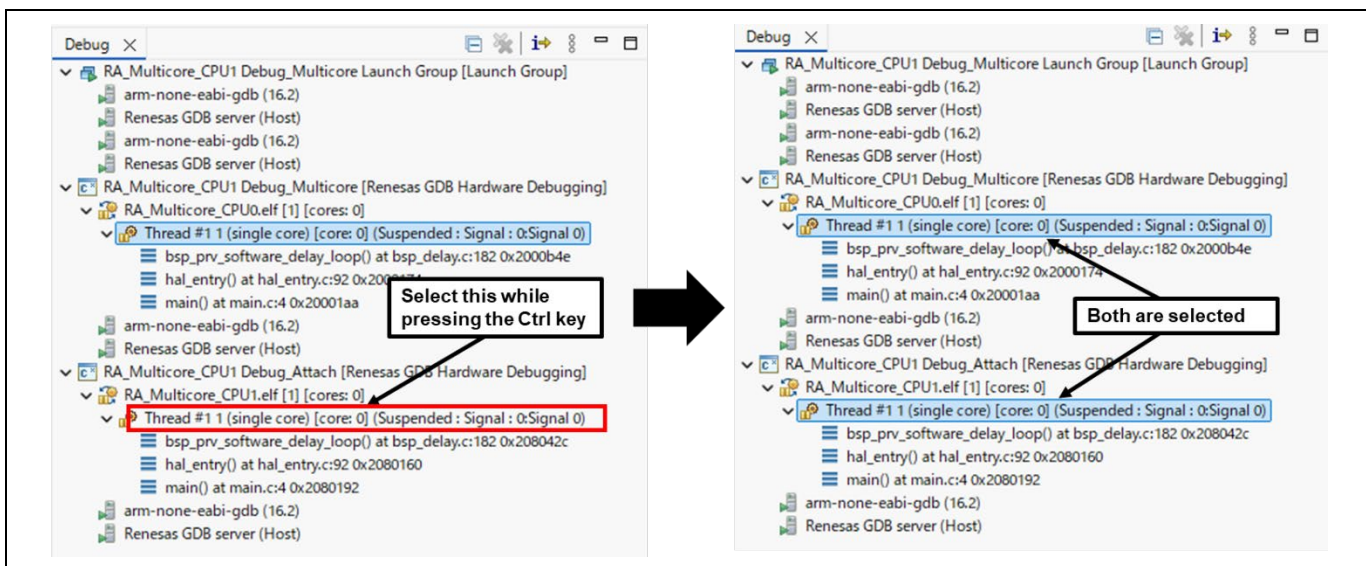 Debug
RA_Multicore_CPU1 Debug_Multicore Launch Group [Launch Group]
arm-none-eabi-gdb (16.2)
Renesas GDB server (Host)
arm-none-eabi-gdb (16.2)
Renesas GDB server (Host)
RA_Multicore_CPU1 Debug_Multicore [Renesas GDB Hardware Debugging]
RA_Multicore_CPU0.elf [1] [cores: 0]
Thread #1 1 (single core) [core: 0] (Suspended : Signal : 0:Signal 0)
bsp_prv_software_delay_loop() at bsp_delay.c:182 0x2000b4e
hal_entry() at hal_entry.c:92 0x2000174
main() at main.c:4 0x20001aa
Select this while
pressing the Ctrl key
arm-none-eabi-gdb (16.2)
Renesas GDB server (Host)
RA_Multicore_CPU1 Debug_Attach [Renesas GDB Hardware Debugging]
RA_Multicore_CPU1.elf [1] [cores: 0]
Thread #1 1 (single core) [core: 0] (Suspended : Signal : 0:Signal 0)
bsp_prv_software_delay_loop() at bsp_delay.c:182 0x208042c
hal_entry() at hal_entry.c:92 0x2080160
main() at main.c:4 0x2080192
arm-none-eabi-gdb (16.2)
Renesas GDB server (Host)
Debug
RA_Multicore_CPU1 Debug_Multicore Launch Group [Launch Group]
arm-none-eabi-gdb (16.2)
Renesas GDB server (Host)
arm-none-eabi-gdb (16.2)
Renesas GDB server (Host)
RA_Multicore_CPU1 Debug_Multicore [Renesas GDB Hardware Debugging]
RA_Multicore_CPU0.elf [1] [cores: 0]
Thread #1 1 (single core) [core: 0] (Suspended : Signal : 0:Signal 0)
bsp_prv_software_delay_loop() at bsp_delay.c:182 0x2000b4e
hal_entry() at hal_entry.c:92 0x2000174
main() at main.c:4 0x20001aa
Both are selected
arm-none-eabi-gdb (16.2)
Renesas GDB server (Host)
RA_Multicore_CPU1 Debug_Attach [Renesas GDB Hardware Debugging]
RA_Multicore_CPU1.elf [1] [cores: 0]
Thread #1 1 (single core) [core: 0] (Suspended : Signal : 0:Signal 0)
bsp_prv_software_delay_loop() at bsp_delay.c:182 0x208042c
hal_entry() at hal_entry.c:92 0x2080160
main() at main.c:4 0x2080192
arm-none-eabi-gdb (16.2)
Renesas GDB server (Host)